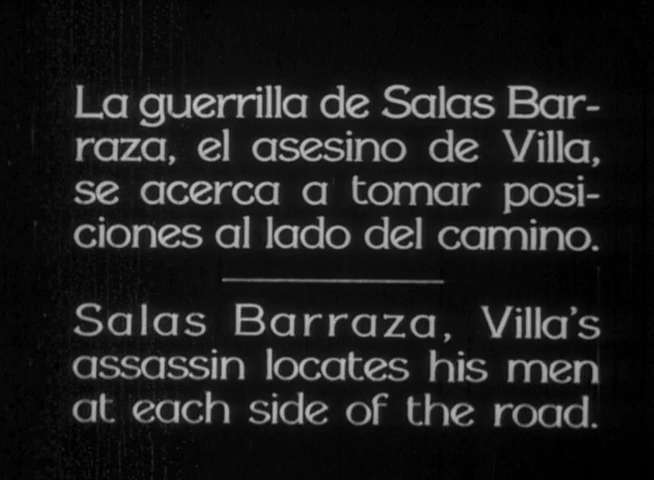 La guerrilla de Salas Bar-
raza, el asesino de Villa,
se acerca a tomar posi-
ciones al lado del camino.
Salas Barraza, Villa's
assassin locates his men
at each side of the road.